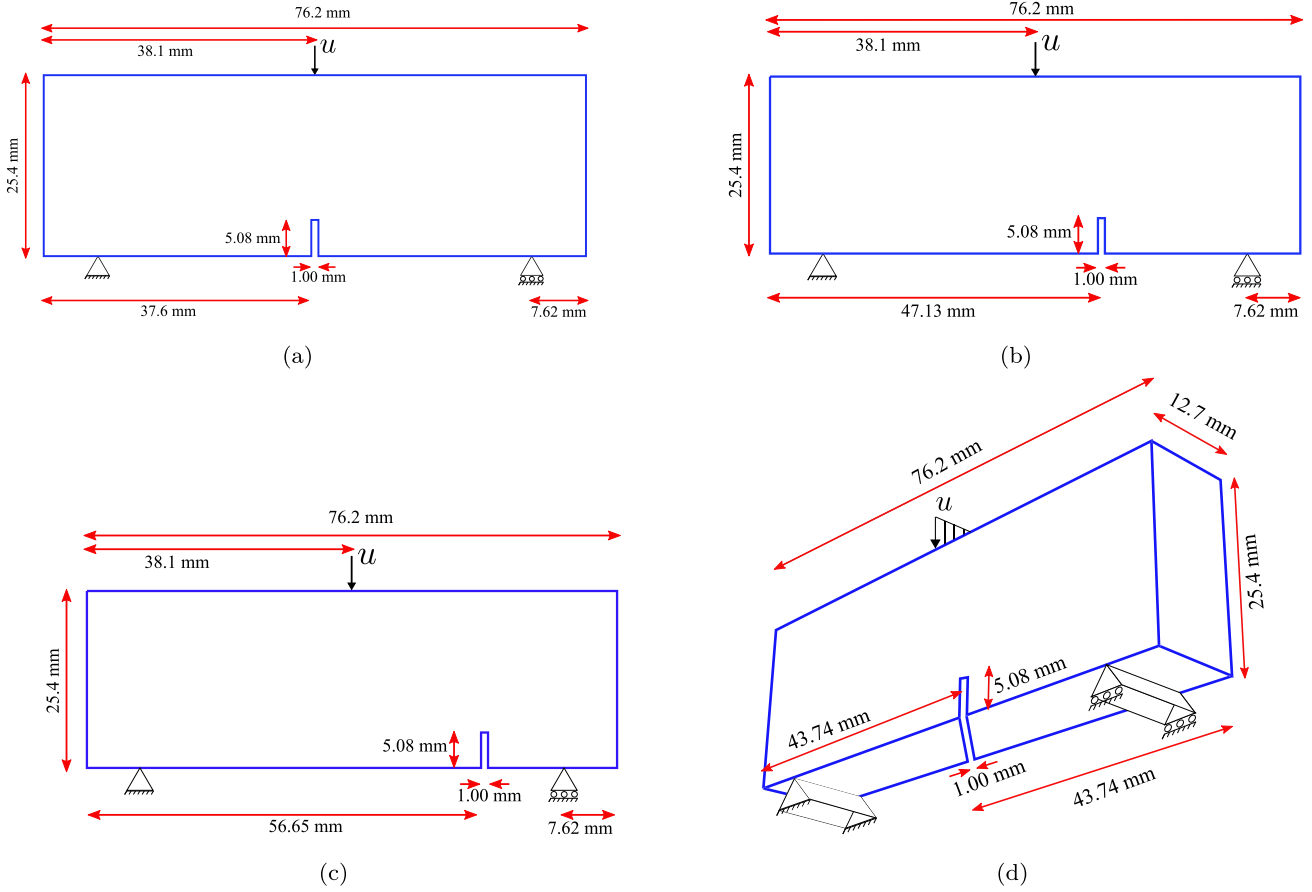 76.2 mm
38.1 mm
u
25.4 mm
5.08 mm
1.00 mm
37.6 mm
7.62 mm
(a)
76.2 mm
38.1 mm
u
25.4 mm
5.08 mm
1.00 mm
47.13 mm
7.62 mm
(b)
76.2 mm
38.1 mm
u
25.4 mm
5.08 mm
1.00 mm
56.65 mm
7.62 mm
(c)
76.2 mm
12.7 mm
u
25.4 mm
5.08 mm
43.74 mm
1.00 mm
43.74 mm
(d)